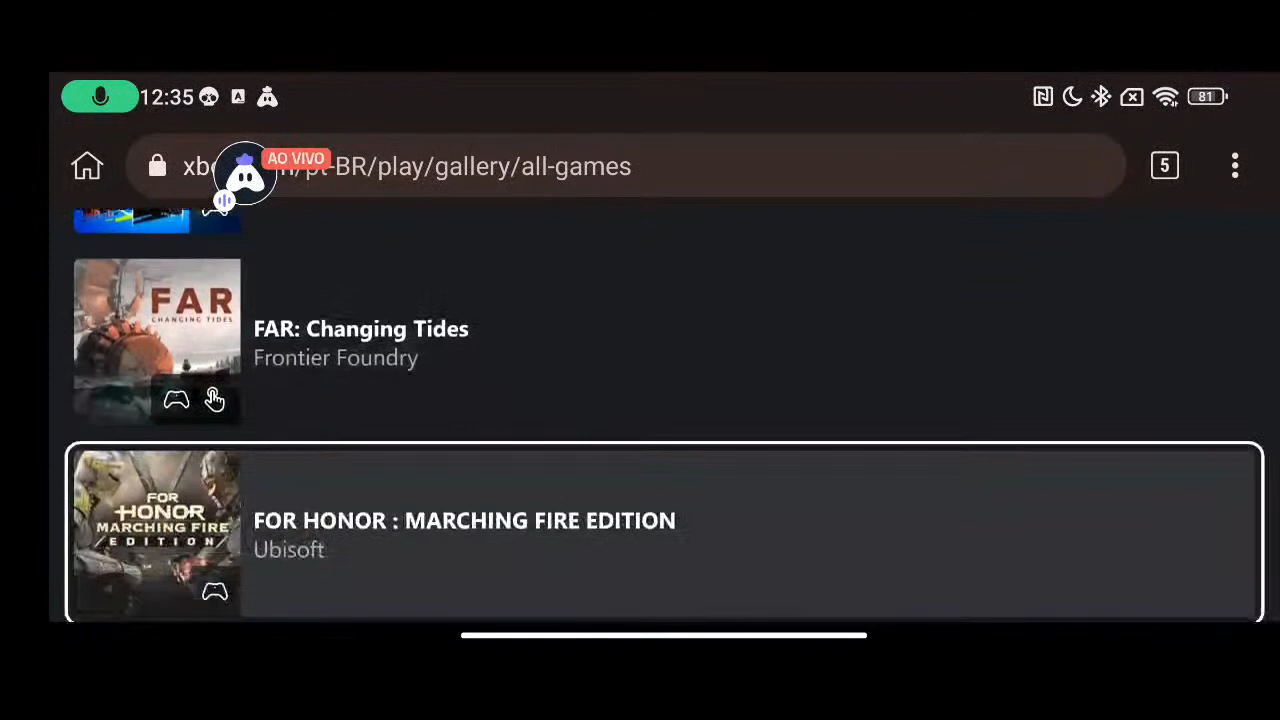 12:35
81
AO VIVO
xb n/pt-BR/play/gallery/all-games
5
FAR
CHANGING TIDES
FAR: Changing Tides
Frontier Foundry
FOR
HONOR
MARCHING FIRE
EDITION
FOR HONOR : MARCHING FIRE EDITION
Ubisoft